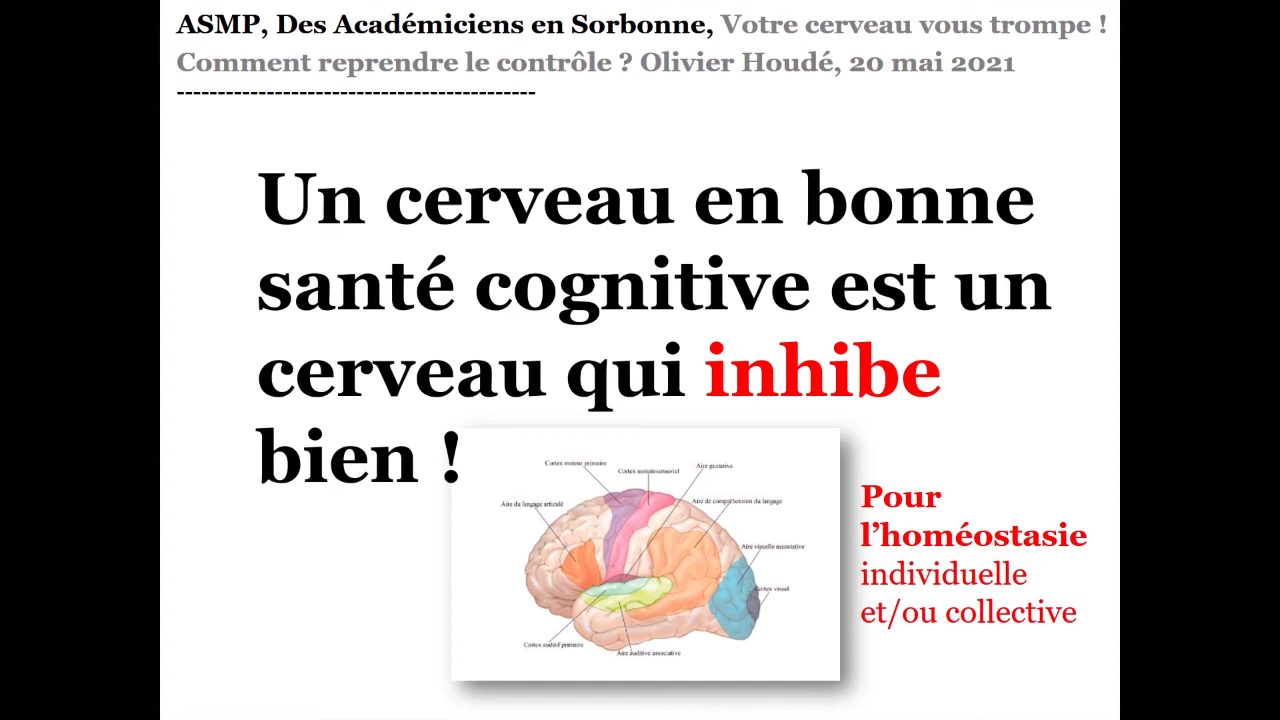 ASMP, Des Académiciens en Sorbonne, Votre cerveau vous trompe !
Comment reprendre le contrôle ? Olivier Houdé, 20 mai 2021
--------------------------------------------
Un cerveau en bonne
santé cognitive est un
cerveau qui inhibe
bien !
Cortex moteur primaire
Cortex somatosensoriel
Aire gustative
Aire du langage articulé
Aire de compréhension du langage
Aire visuelle associative
Cortex visuel
Cortex auditif primaire
Aire auditive associative
Pour
l’homéostasie
individuelle
et/ou collective